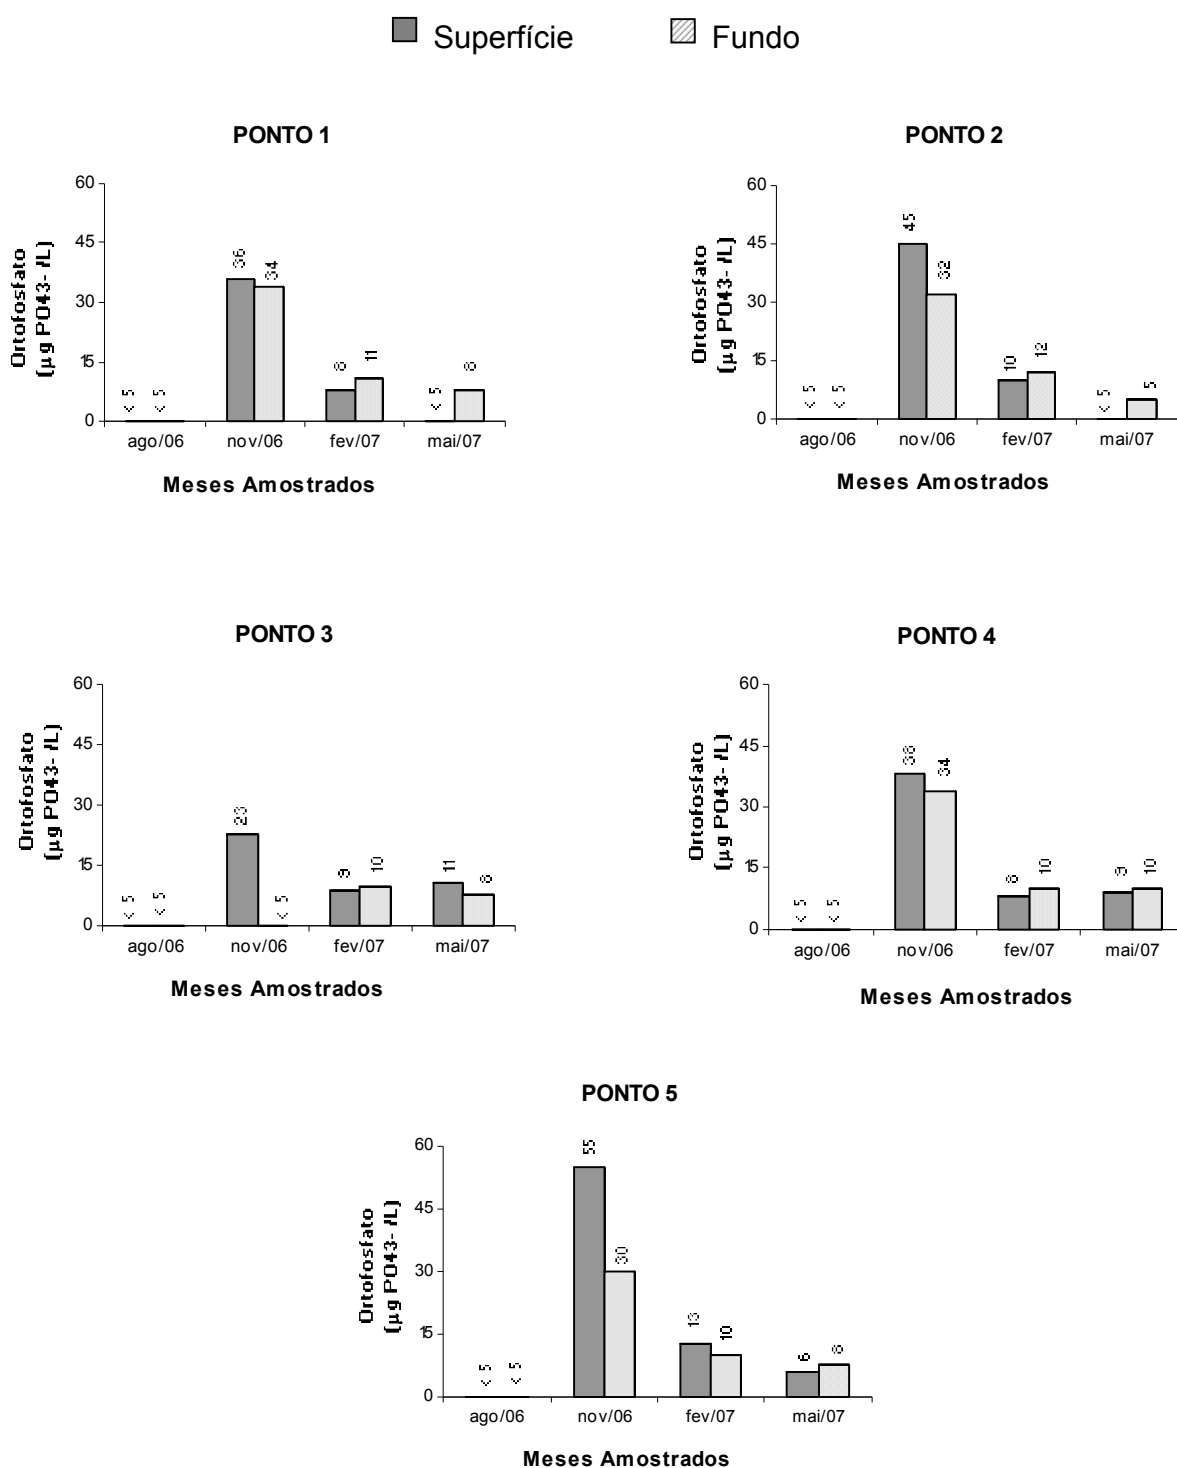 Superfície Fundo
PONTO 1
Ortofosfato
(µg PO43- /L)
60
45
30
15
0
< 5 < 5 36 34 8 11 < 5 8
ago/06 nov/06 fev/07 mai/07
Meses Amostrados
PONTO 2
Ortofosfato
(µg PO43- /L)
60
45
30
15
0
< 5 < 5 45 32 10 12 < 5 5
ago/06 nov/06 fev/07 mai/07
Meses Amostrados
PONTO 3
Ortofosfato
(µg PO43- /L)
60
45
30
15
0
< 5 < 5 23 < 5 9 10 11 8
ago/06 nov/06 fev/07 mai/07
Meses Amostrados
PONTO 4
Ortofosfato
(µg PO43- /L)
60
45
30
15
0
< 5 < 5 38 34 8 10 9 10
ago/06 nov/06 fev/07 mai/07
Meses Amostrados
PONTO 5
Ortofosfato
(µg PO43- /L)
60
45
30
15
0
< 5 < 5 55 30 13 10 6 8
ago/06 nov/06 fev/07 mai/07
Meses Amostrados